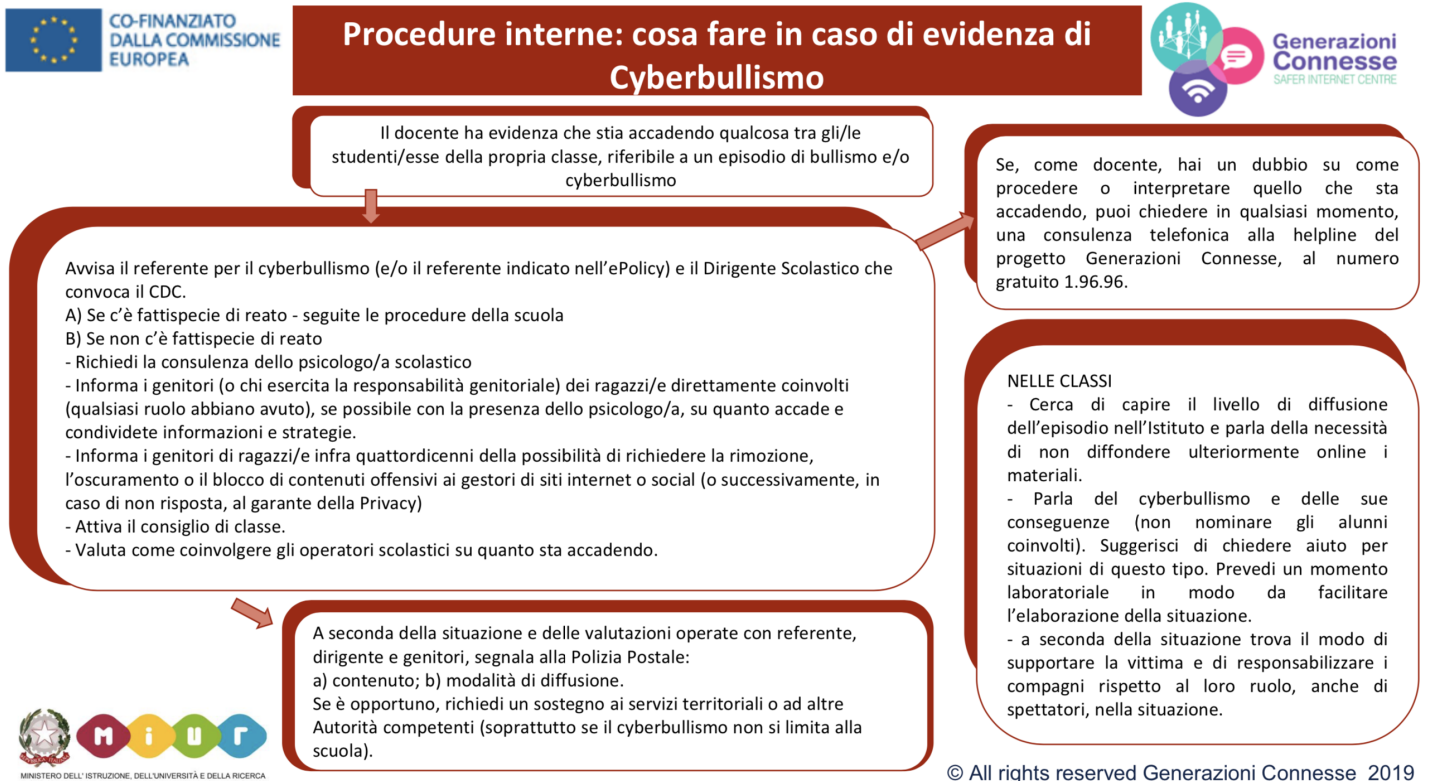 CO-FINANZIATO
DALLA COMMISSIONE
EUROPEA
Procedure interne: cosa fare in caso di evidenza di
Cyberbullismo
Generazioni
Connesse
SAFER INTERNET CENTRE
Il docente ha evidenza che stia accadendo qualcosa tra gli/le
studenti/esse della propria classe, riferibile a un episodio di bullismo e/o
cyberbullismo
Se, come docente, hai un dubbio su come
procedere o interpretare quello che sta
accadendo, puoi chiedere in qualsiasi momento,
una consulenza telefonica alla helpline del
progetto Generazioni Connesse, al numero
gratuito 1.96.96.
Avvisa il referente per il cyberbullismo (e/o il referente indicato nell'ePolicy) e il Dirigente Scolastico che
convoca il CDC.
A) Se c'è fattispecie di reato - seguite le procedure della scuola
B) Se non c'è fattispecie di reato
- Richiedi la consulenza dello psicologo/a scolastico
- Informa i genitori (o chi esercita la responsabilità genitoriale) dei ragazzi/e direttamente coinvolti
(qualsiasi ruolo abbiano avuto), se possibile con la presenza dello psicologo/a, su quanto accade e
condividete informazioni e strategie.
- Informa i genitori di ragazzi/e infra quattordicenni della possibilità di richiedere la rimozione,
l'oscuramento o il blocco di contenuti offensivi ai gestori di siti internet o social (o successivamente, in
caso di non risposta, al garante della Privacy)
- Attiva il consiglio di classe.
- Valuta come coinvolgere gli operatori scolastici su quanto sta accadendo.
NELLE CLASSI
- Cerca di capire il livello di diffusione
dell'episodio nell'Istituto e parla della necessità
di non diffondere ulteriormente online i
materiali.
- Parla del cyberbullismo e delle sue
conseguenze (non nominare gli alunni
coinvolti). Suggerisci di chiedere aiuto per
situazioni di questo tipo. Prevedi un momento
laboratoriale in modo da facilitare
l'elaborazione della situazione.
- a seconda della situazione trova il modo di
supportare la vittima e di responsabilizzare i
compagni rispetto al loro ruolo, anche di
spettatori, nella situazione.
A seconda della situazione e delle valutazioni operate con referente,
dirigente e genitori, segnala alla Polizia Postale:
a) contenuto; b) modalità di diffusione.
Se è opportuno, richiedi un sostegno ai servizi territoriali o ad altre
Autorità competenti (soprattutto se il cyberbullismo non si limita alla
scuola).
miur
MINISTERO DELL' ISTRUZIONE, DELL'UNIVERSITÀ E DELLA RICERCA
© All rights reserved Generazioni Connesse 2019